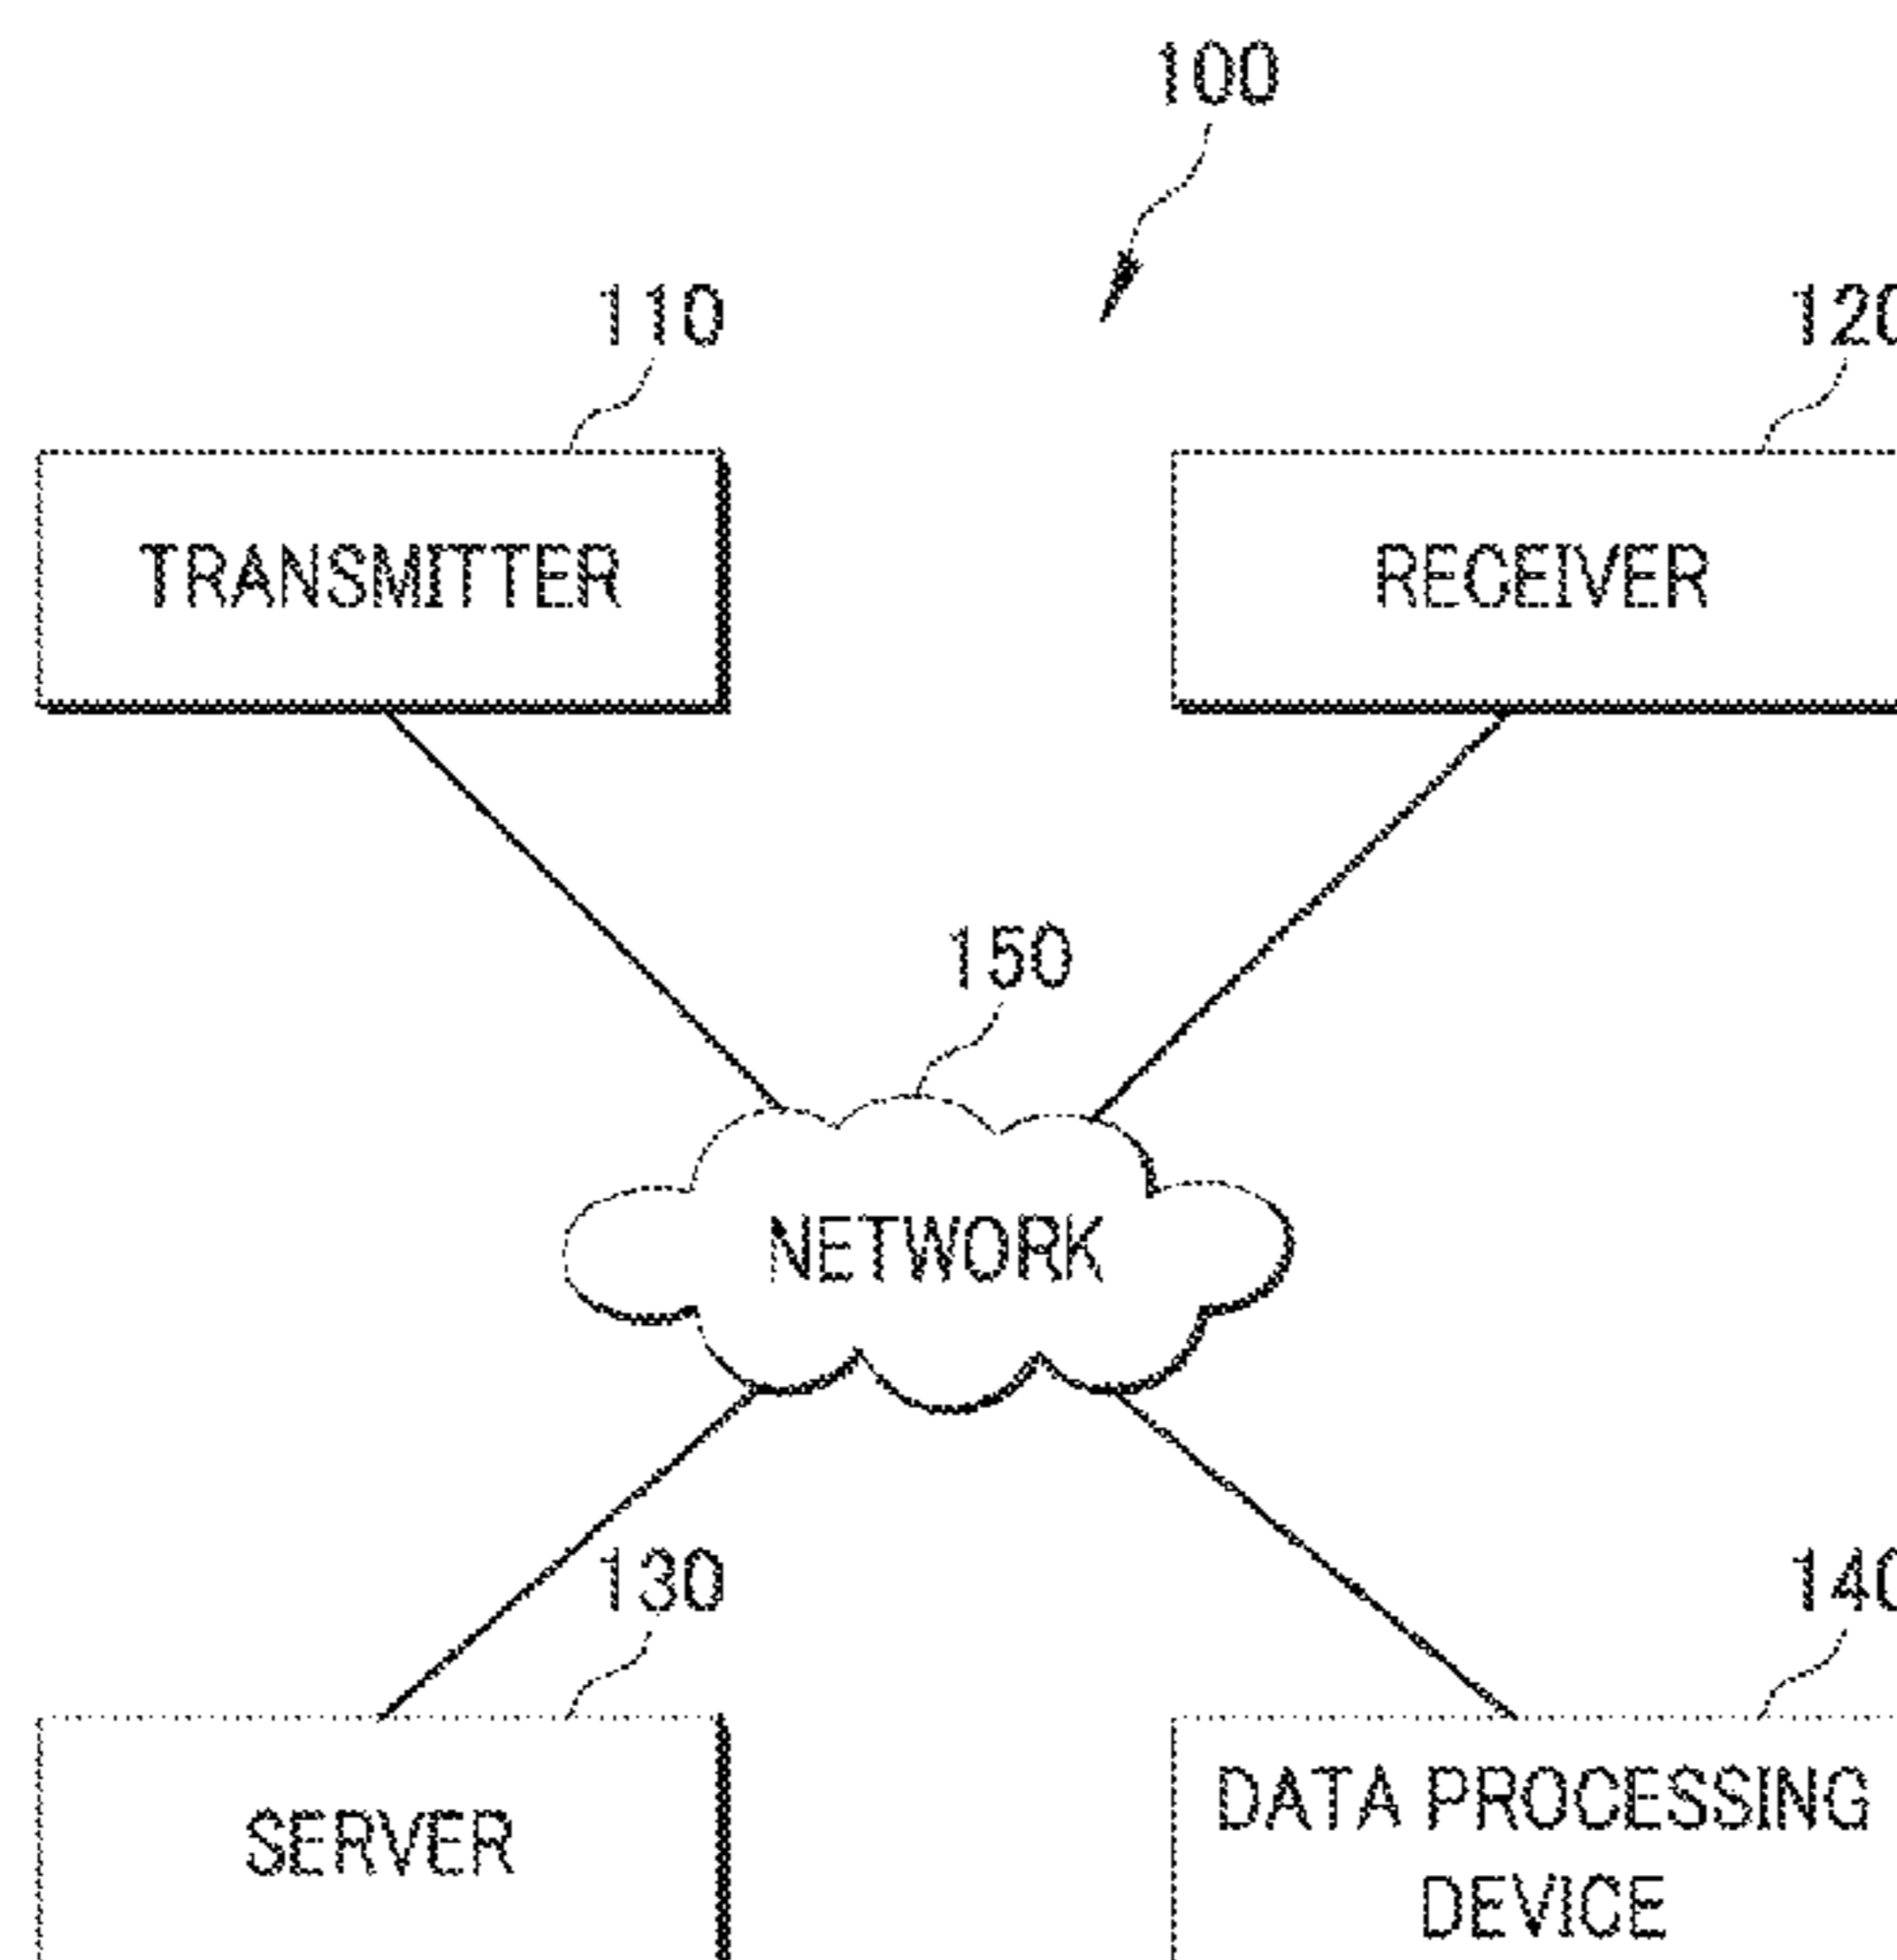 100
110
120
TRANSMITTER
RECEIVER
150
NETWORK
130
140
SERVER
DATA PROCESSING
DEVICE